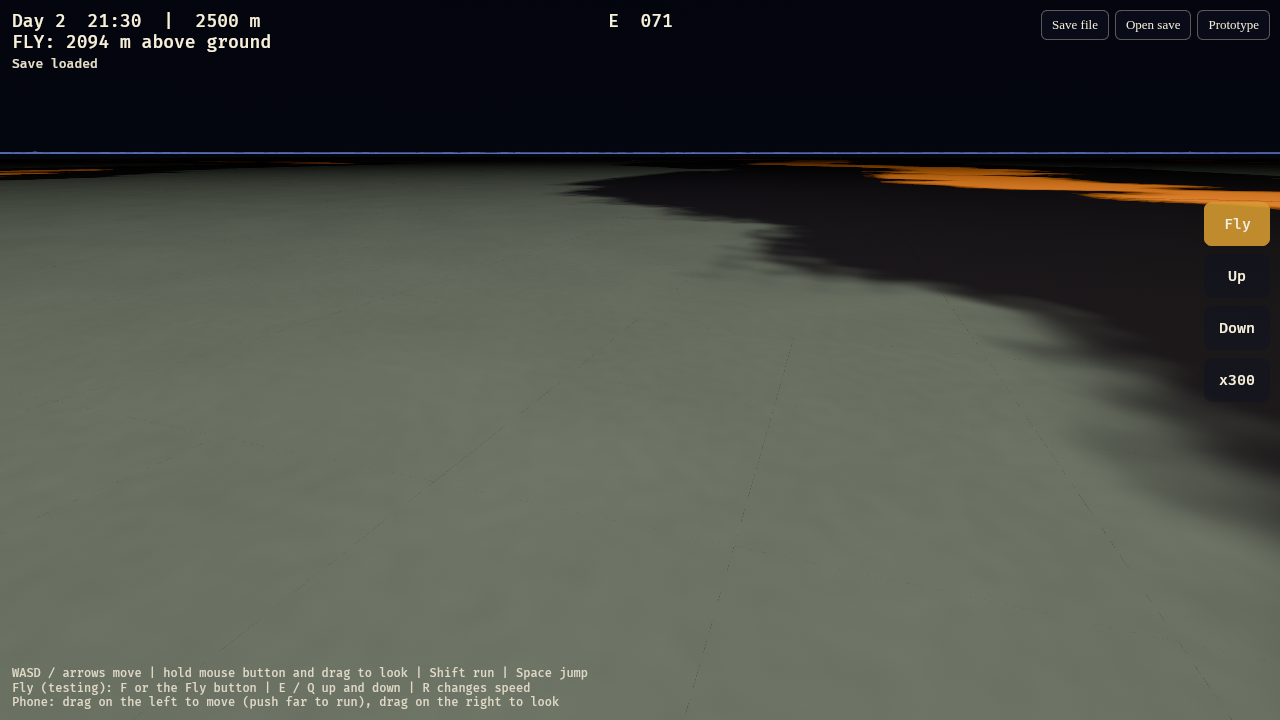 Day 2  21:30  |  2500 m
FLY: 2094 m above ground
Save loaded
E  071
Save file
Open save
Prototype
Fly
Up
Down
x300
WASD / arrows move | hold mouse button and drag to look | Shift run | Space jump
Fly (testing): F or the Fly button | E / Q up and down | R changes speed
Phone: drag on the left to move (push far to run), drag on the right to look